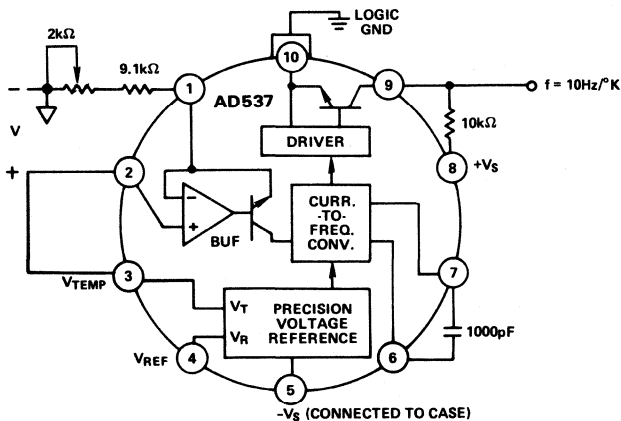 LOGIC
GND
2kΩ
9.1kΩ
10
1
AD537
9
f = 10Hz/°K
–
V
+
DRIVER
10kΩ
2
8
+VS
–
+
BUF
CURR.
-TO-
FREQ.
CONV.
3
VTEMP
7
VT
VR
PRECISION
VOLTAGE
REFERENCE
1000pF
4
VREF
6
5
-VS (CONNECTED TO CASE)